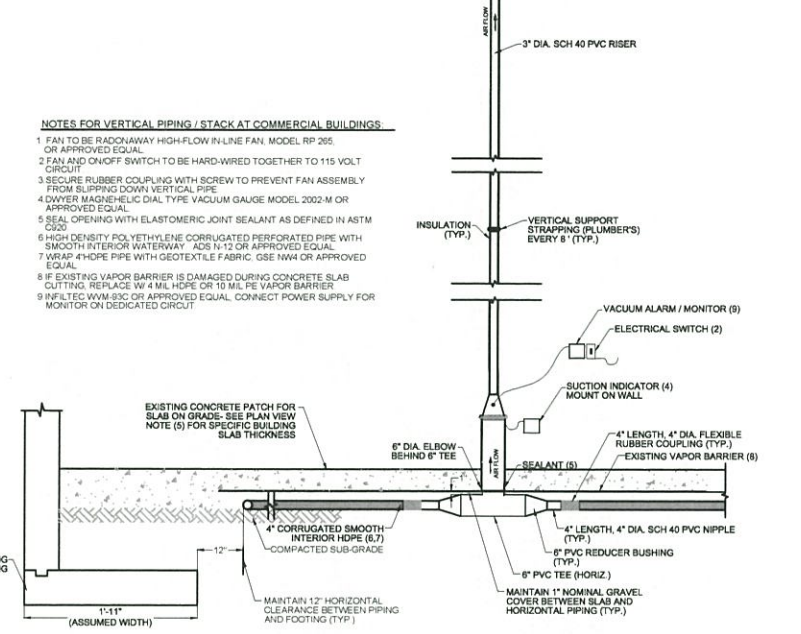 AIR FLOW
3" DIA. SCH 40 PVC RISER
NOTES FOR VERTICAL PIPING / STACK AT COMMERCIAL BUILDINGS:
1 FAN TO BE RADONAWAY HIGH-FLOW IN-LINE FAN, MODEL RP 265,
OR APPROVED EQUAL
2 FAN AND ON/OFF SWITCH TO BE HARD-WIRED TOGETHER TO 115 VOLT
CIRCUIT
3 SECURE RUBBER COUPLING WITH SCREW TO PREVENT FAN ASSEMBLY
FROM SLIPPING DOWN VERTICAL PIPE
4 DWYER MAGNEHELIC DIAL TYPE VACUUM GAUGE MODEL 2002-M OR
APPROVED EQUAL
5 SEAL OPENING WITH ELASTOMERIC JOINT SEALANT AS DEFINED IN ASTM
C920
6 HIGH DENSITY POLYETHYLENE CORRUGATED PERFORATED PIPE WITH
SMOOTH INTERIOR WATERWAY ADS N-12 OR APPROVED EQUAL
7 WRAP 4"HDPE PIPE WITH GEOTEXTILE FABRIC, GSE NW4 OR APPROVED
EQUAL
8 IF EXISTING VAPOR BARRIER IS DAMAGED DURING CONCRETE SLAB
CUTTING, REPLACE W/ 4 MIL HDPE OR 10 MIL PE VAPOR BARRIER
9 INFILTEC WVM-93C OR APPROVED EQUAL, CONNECT POWER SUPPLY FOR
MONITOR ON DEDICATED CIRCUT
INSULATION
(TYP.)
VERTICAL SUPPORT
STRAPPING (PLUMBER'S)
EVERY 8 ' (TYP.)
VACUUM ALARM / MONITOR (9)
ELECTRICAL SWITCH (2)
SUCTION INDICATOR (4)
MOUNT ON WALL
EXISTING CONCRETE PATCH FOR
SLAB ON GRADE- SEE PLAN VIEW
NOTE (5) FOR SPECIFIC BUILDING
SLAB THICKNESS
6" DIA. ELBOW
BEHIND 6" TEE
AIR FLOW
SEALANT (5)
4" LENGTH, 4" DIA. FLEXIBLE
RUBBER COUPLING (TYP.)
EXISTING VAPOR BARRIER (8)
1"
4" CORRUGATED SMOOTH
INTERIOR HDPE (6,7)
COMPACTED SUB-GRADE
12"
4" LENGTH, 4" DIA. SCH 40 PVC NIPPLE
(TYP.)
6" PVC REDUCER BUSHING
(TYP.)
6" PVC TEE (HORIZ.)
MAINTAIN 1" NOMINAL GRAVEL
COVER BETWEEN SLAB AND
HORIZONTAL PIPING (TYP.)
MAINTAIN 12" HORIZONTAL
CLEARANCE BETWEEN PIPING
AND FOOTING (TYP )
1'-11"
(ASSUMED WIDTH)